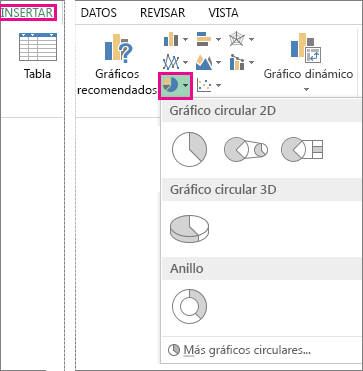 INSERTAR
DATOS
REVISAR
VISTA
Tabla
Gráficos
recomendados
Gráfico dinámico
Gráfico circular 2D
Gráfico circular 3D
Anillo
Más gráficos circulares...